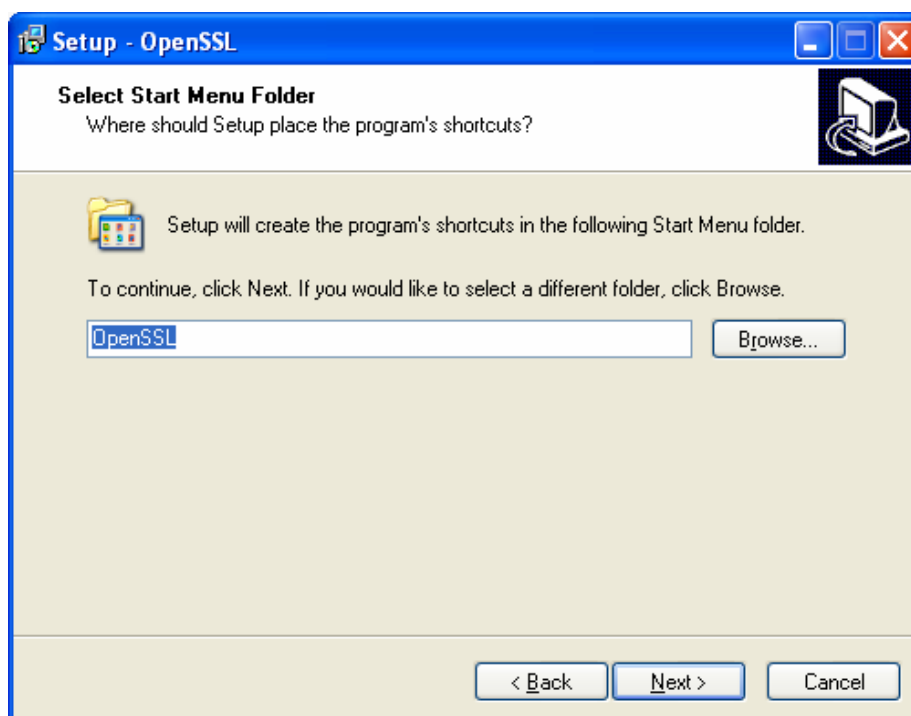 Setup - OpenSSL
Select Start Menu Folder
Where should Setup place the program's shortcuts?
Setup will create the program's shortcuts in the following Start Menu folder.
To continue, click Next. If you would like to select a different folder, click Browse.
OpenSSL
Browse...
< Back
Next >
Cancel